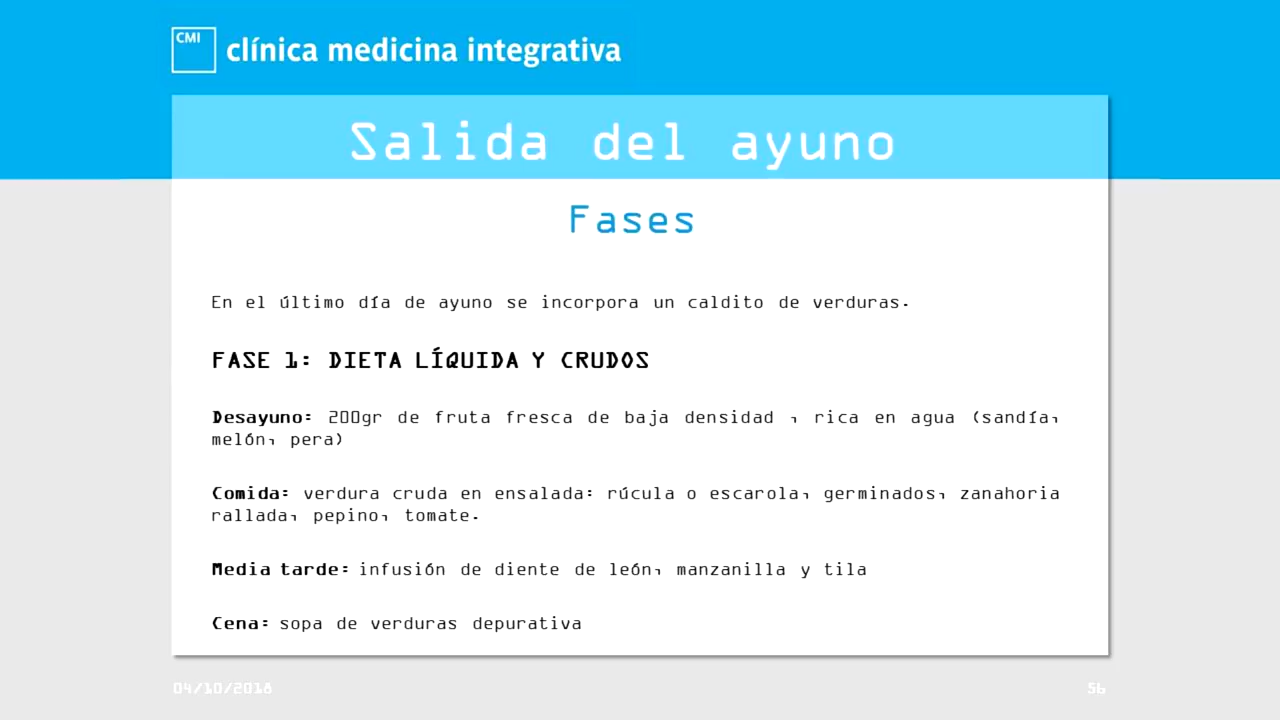 CMI
clínica medicina integrativa
Salida del ayuno
Fases
En el último día de ayuno se incorpora un caldito de verduras.
FASE 1: DIETA LÍQUIDA Y CRUDOS
Desayuno: 200gr de fruta fresca de baja densidad , rica en agua (sandía,
melón, pera)
Comida: verdura cruda en ensalada: rúcula o escarola, germinados, zanahoria
rallada, pepino, tomate.
Media tarde: infusión de diente de león, manzanilla y tila
Cena: sopa de verduras depurativa
04/10/2018
56